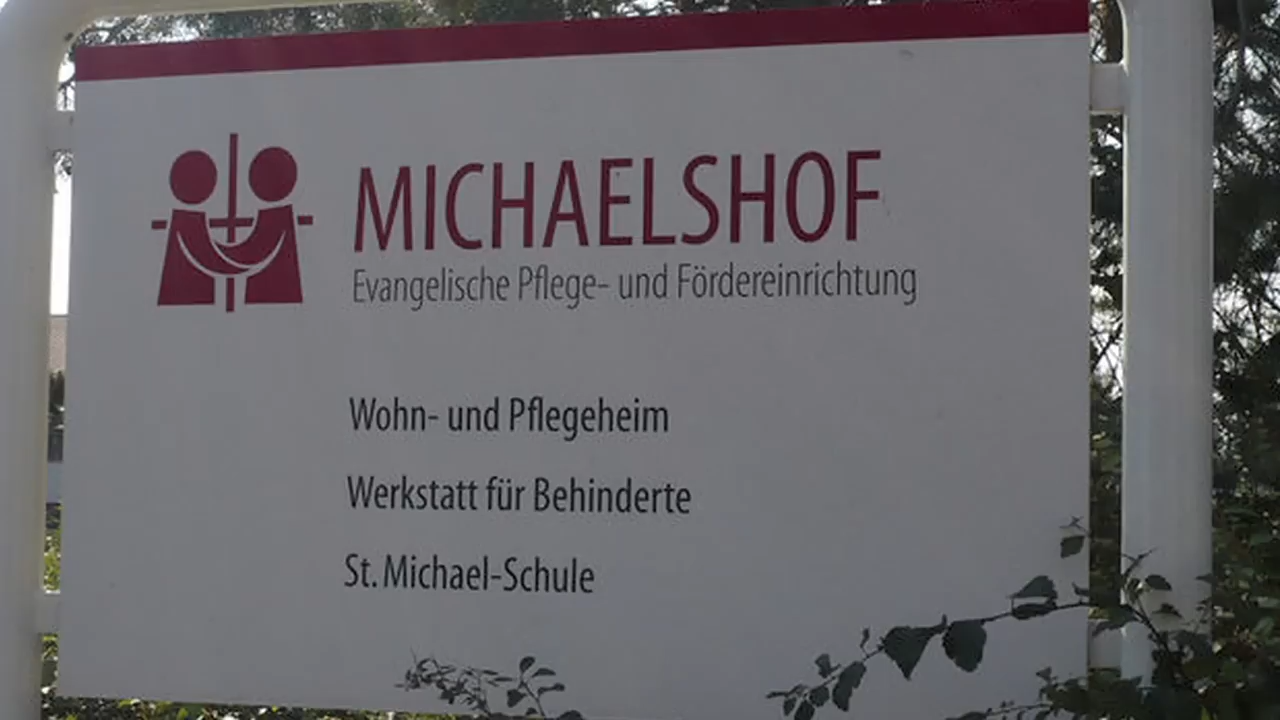 MICHAELSHOF
Evangelische Pflege- und Fördereinrichtung
Wohn- und Pflegeheim
Werkstatt für Behinderte
St. Michael-Schule